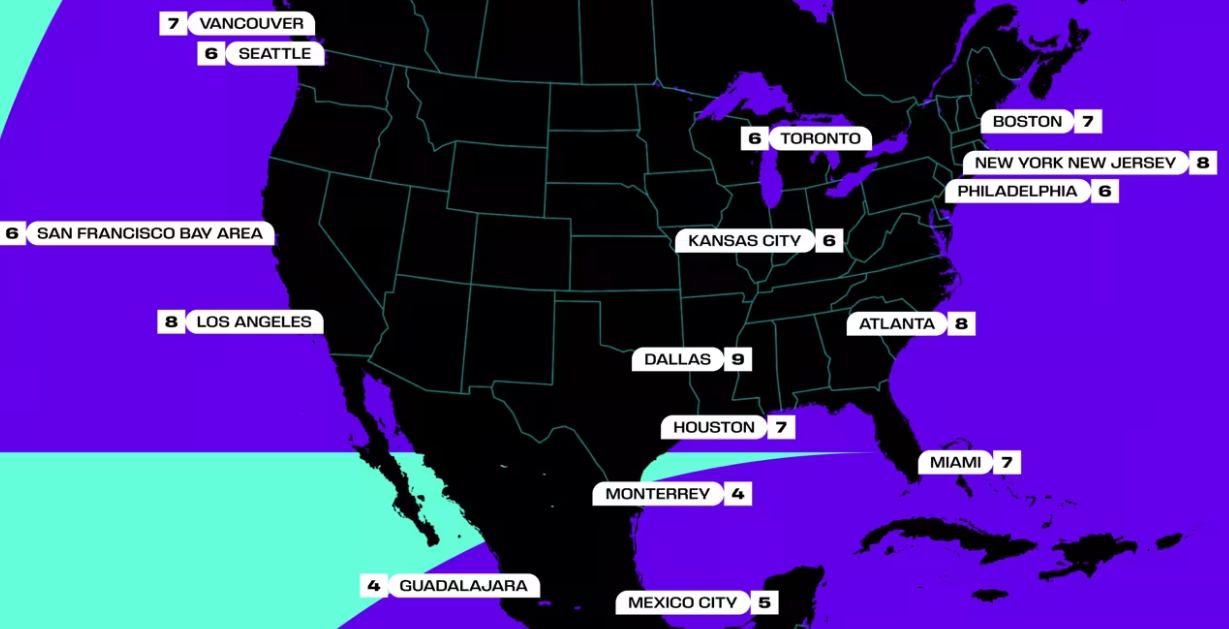 7 VANCOUVER
6 SEATTLE
BOSTON 7
6 TORONTO
NEW YORK NEW JERSEY 8
PHILADELPHIA 6
6 SAN FRANCISCO BAY AREA
KANSAS CITY 6
8 LOS ANGELES
ATLANTA 8
DALLAS 9
HOUSTON 7
MIAMI 7
MONTERREY 4
4 GUADALAJARA
MEXICO CITY 5